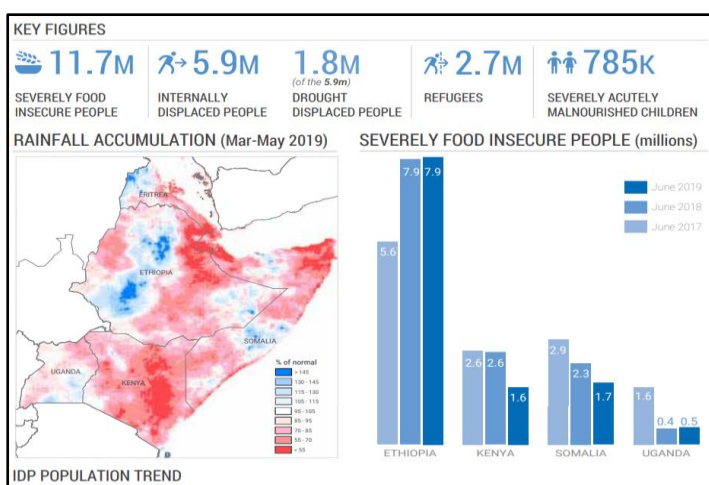 KEY FIGURES
11.7M
SEVERELY FOOD
INSECURE PEOPLE
5.9M
INTERNALLY
DISPLACED PEOPLE
1.8M
(of the 5.9m)
DROUGHT
DISPLACED PEOPLE
2.7M
REFUGEES
785K
SEVERELY ACUTELY
MALNOURISHED CHILDREN
RAINFALL ACCUMULATION (Mar-May 2019)
ERITREA
ETHIOPIA
SOMALIA
UGANDA
KENYA
% of normal
> 145
130 - 145
115 - 130
105 - 115
95 - 105
85 - 95
70 - 85
55 - 70
< 55
SEVERELY FOOD INSECURE PEOPLE (millions)
June 2019
June 2018
June 2017
5.6 7.9 7.9
2.6 2.6 1.6
2.9 2.3 1.7
1.6 0.4 0.5
ETHIOPIA KENYA SOMALIA UGANDA
IDP POPULATION TREND